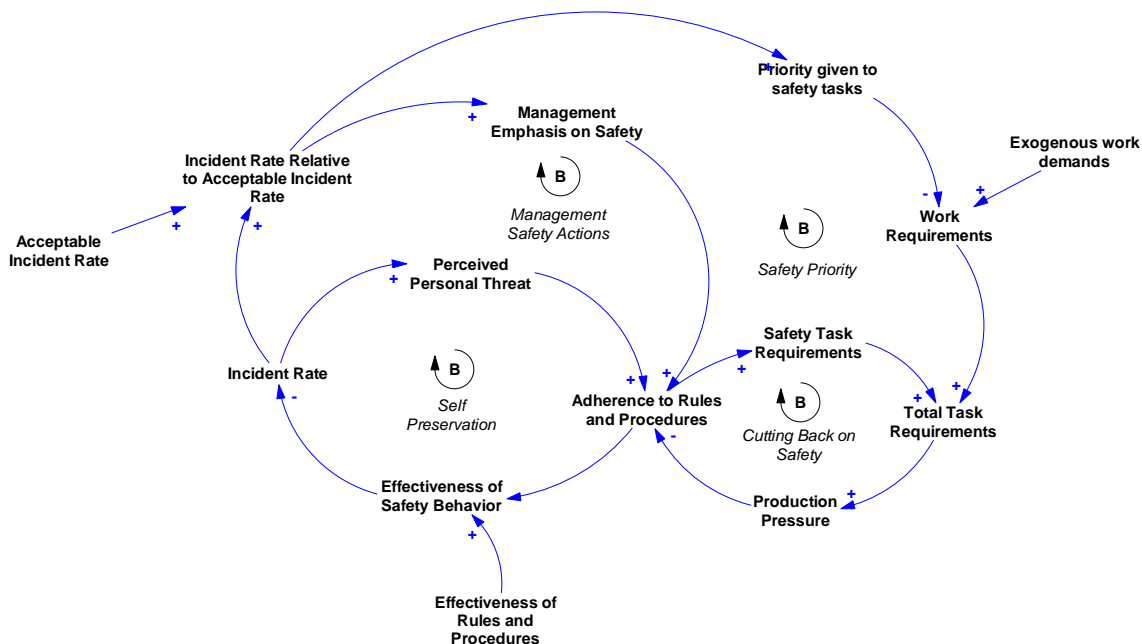 Priority given to
safety tasks
+
Management
Emphasis on Safety
+
Exogenous work
demands
Incident Rate Relative
to Acceptable Incident
Rate
B
Management
Safety Actions
-
+
Work
Requirements
+
+
Acceptable
Incident Rate
B
Safety Priority
Perceived
Personal Threat
+
Safety Task
Requirements
Incident Rate
-
B
Self
Preservation
+
+
+
Adherence to Rules
and Procedures
-
B
Cutting Back on
Safety
+
+
Total Task
Requirements
Effectiveness of
Safety Behavior
+
Production
Pressure
+
Effectiveness of
Rules and
Procedures